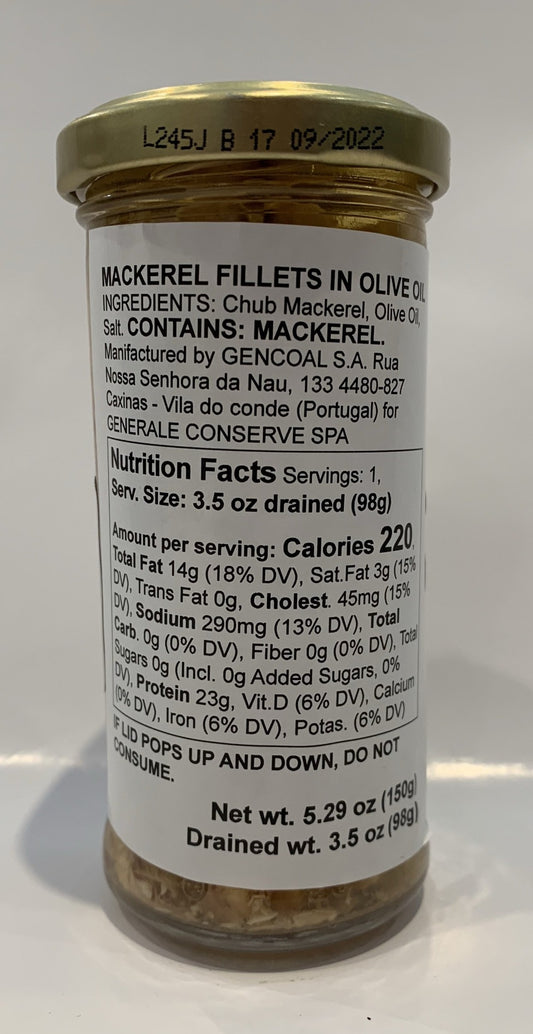 L245J B 17 09/2022
MACKEREL FILLETS IN OLIVE OIL
INGREDIENTS: Chub Mackerel, Olive Oil,
Salt. CONTAINS: MACKEREL.
Manifactured by GENCOAL S.A. Rua
Nossa Senhora da Nau, 133 4480-827
Caxinas - Vila do conde (Portugal) for
GENERALE CONSERVE SPA
Nutrition Facts Servings: 1,
Serv. Size: 3.5 oz drained (98g)
Amount per serving: Calories 220,
Total Fat 14g (18% DV), Sat.Fat 3g (15%
DV), Trans Fat 0g, Cholest. 45mg (15%
DV), Sodium 290mg (13% DV), Total
Carb. 0g (0% DV), Fiber 0g (0% DV), Total
Sugars 0g (Incl. 0g Added Sugars, 0%
DV), Protein 23g, Vit.D (6% DV), Calcium
(0% DV), Iron (6% DV), Potas. (6% DV)
IF LID POPS UP AND DOWN, DO NOT
CONSUME.
Net wt. 5.29 oz (150g)
Drained wt. 3.5 oz (98g)